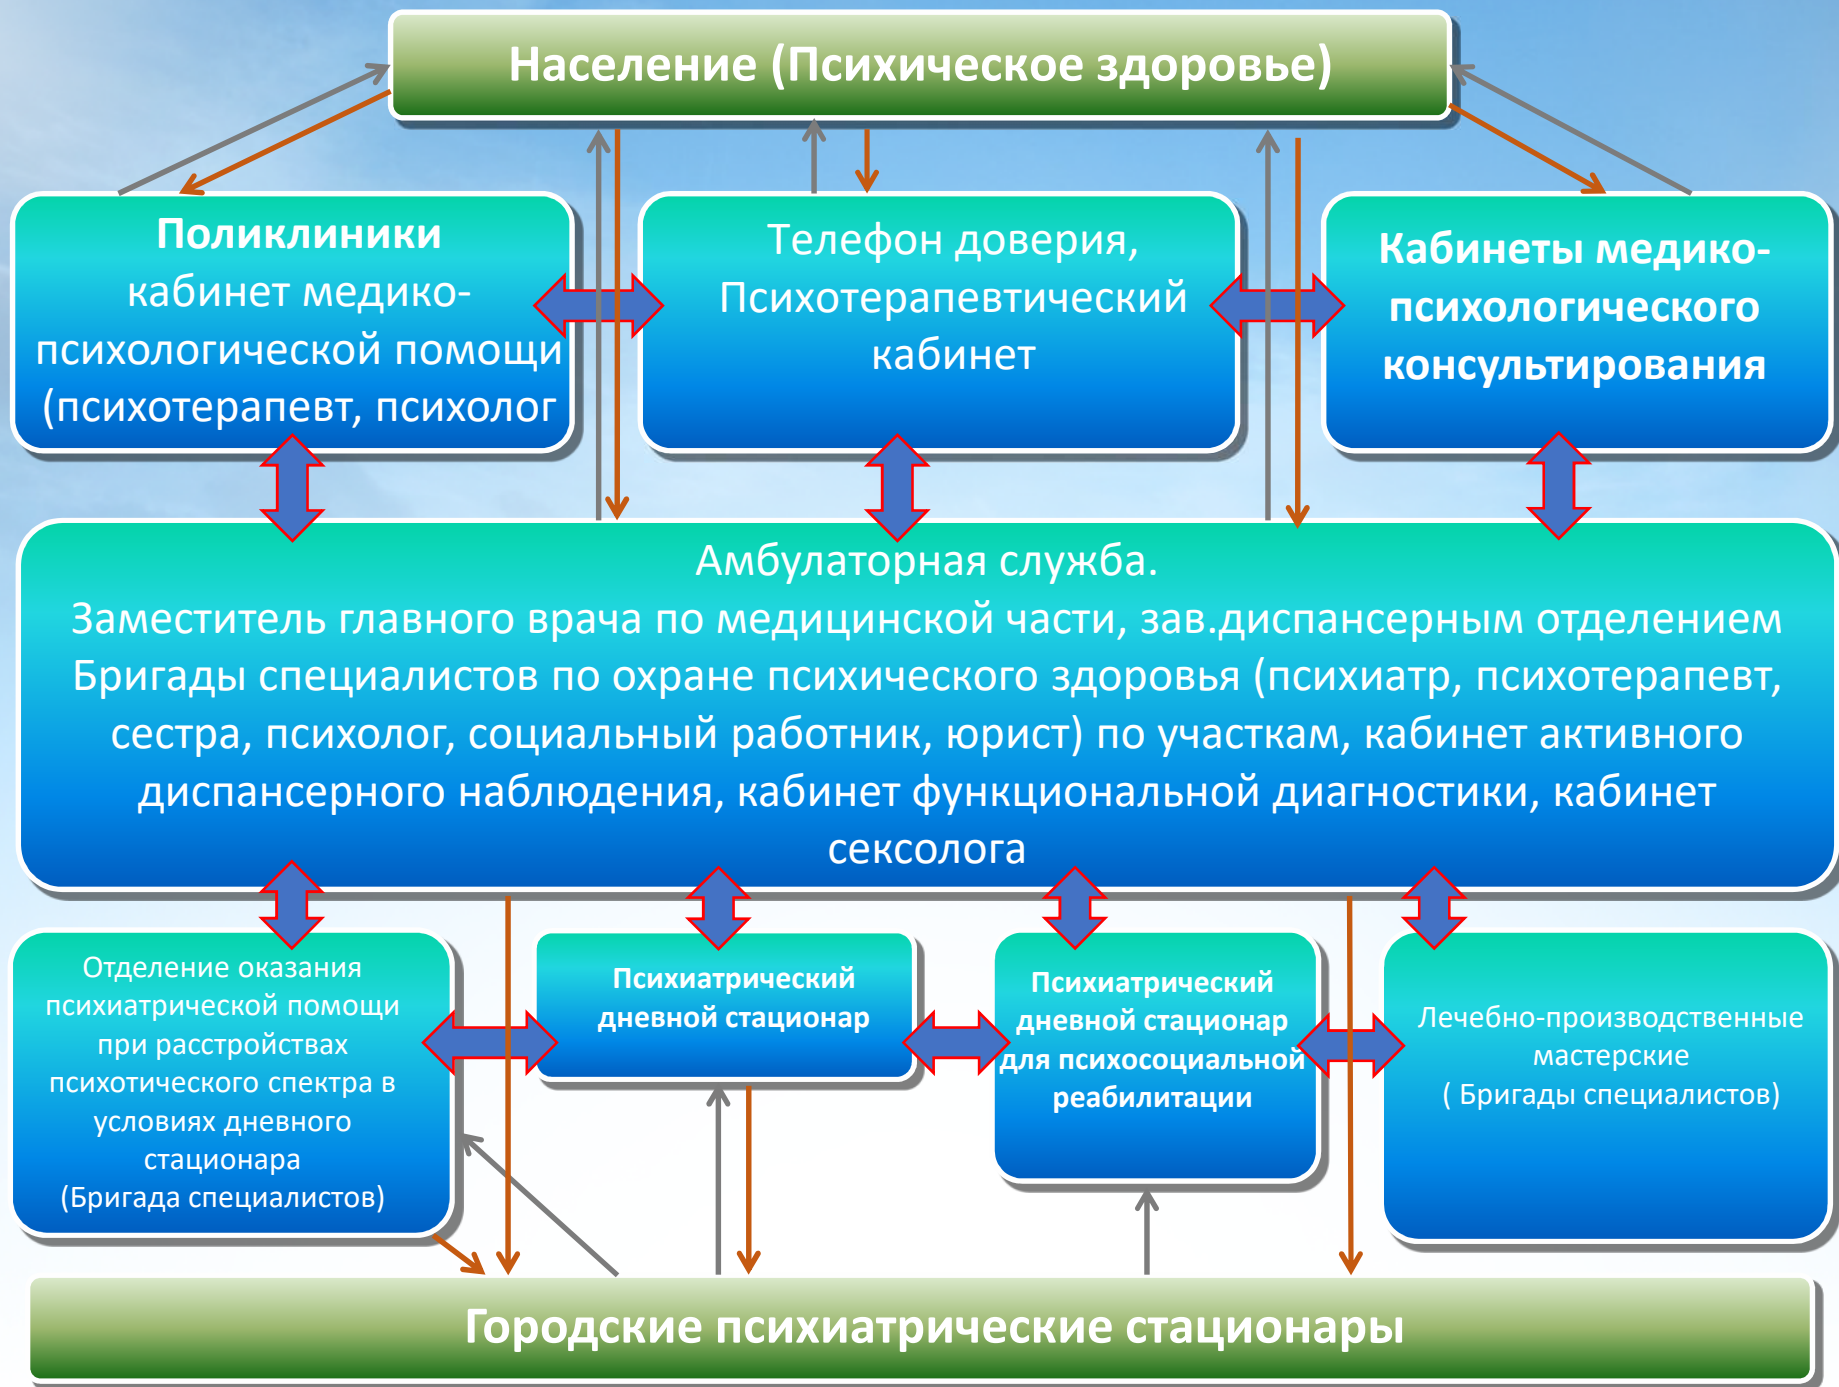 Население (Психическое здоровье)
Поликлиники
кабинет медико-
психологической помощи
(психотерапевт, психолог
Телефон доверия,
Психотерапевтический
кабинет
Кабинеты медико-
психологического
консультирования
Амбулаторная служба.
Заместитель главного врача по медицинской части, зав.диспансерным отделением
Бригады специалистов по охране психического здоровья (психиатр, психотерапевт,
сестра, психолог, социальный работник, юрист) по участкам, кабинет активного
диспансерного наблюдения, кабинет функциональной диагностики, кабинет
сексолога
Отделение оказания
психиатрической помощи
при расстройствах
психотического спектра в
условиях дневного
стационара
(Бригада специалистов)
Психиатрический
дневной стационар
Психиатрический
дневной стационар
для психосоциальной
реабилитации
Лечебно-производственные
мастерские
( Бригады специалистов)
Городские психиатрические стационары